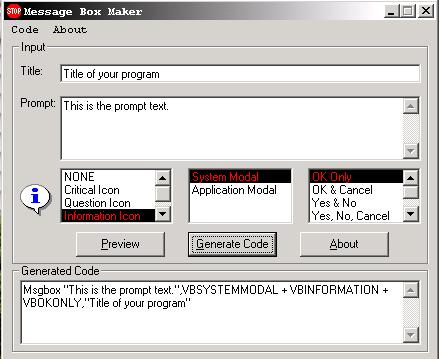 STOP Message Box Maker
Code About
Input
Title: Title of your program
Prompt: This is the prompt text.
NONE
Critical Icon
Question Icon
Information Icon
System Modal
Application Modal
OK Only
OK & Cancel
Yes & No
Yes, No, Cancel
Preview Generate Code About
Generated Code
Msgbox "This is the prompt text.",VBSYSTEMMODAL + VBINFORMATION +
VBOKONLY,"Title of your program"